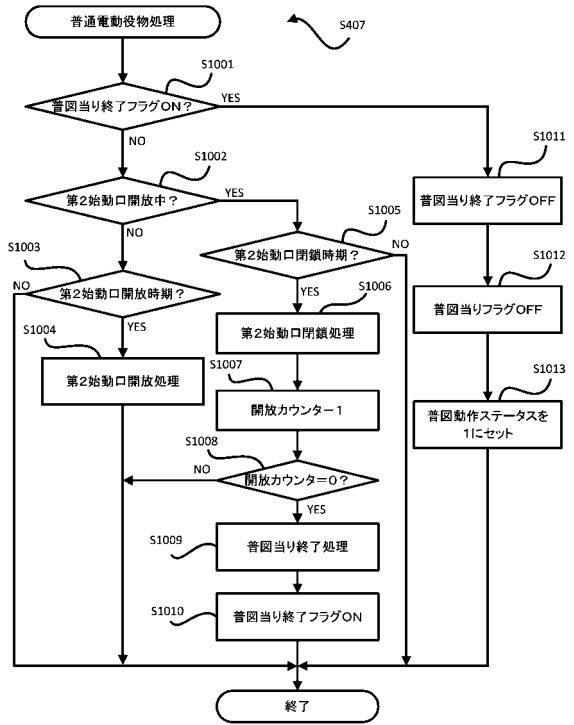 普通電動役物処理
S407
S1001
普図当り終了フラグON？
YES
NO
S1002
第2始動口開放中？
YES
NO
S1003
第2始動口開放時期？
NO
YES
S1004
第2始動口開放処理
S1005
第2始動口閉鎖時期？
NO
YES
S1006
第2始動口閉鎖処理
S1007
開放カウンター1
S1008
開放カウンタ=0？
NO
YES
S1009
普図当り終了処理
S1010
普図当り終了フラグON
S1011
普図当り終了フラグOFF
S1012
普図当りフラグOFF
S1013
普図動作ステータスを
1にセット
終了